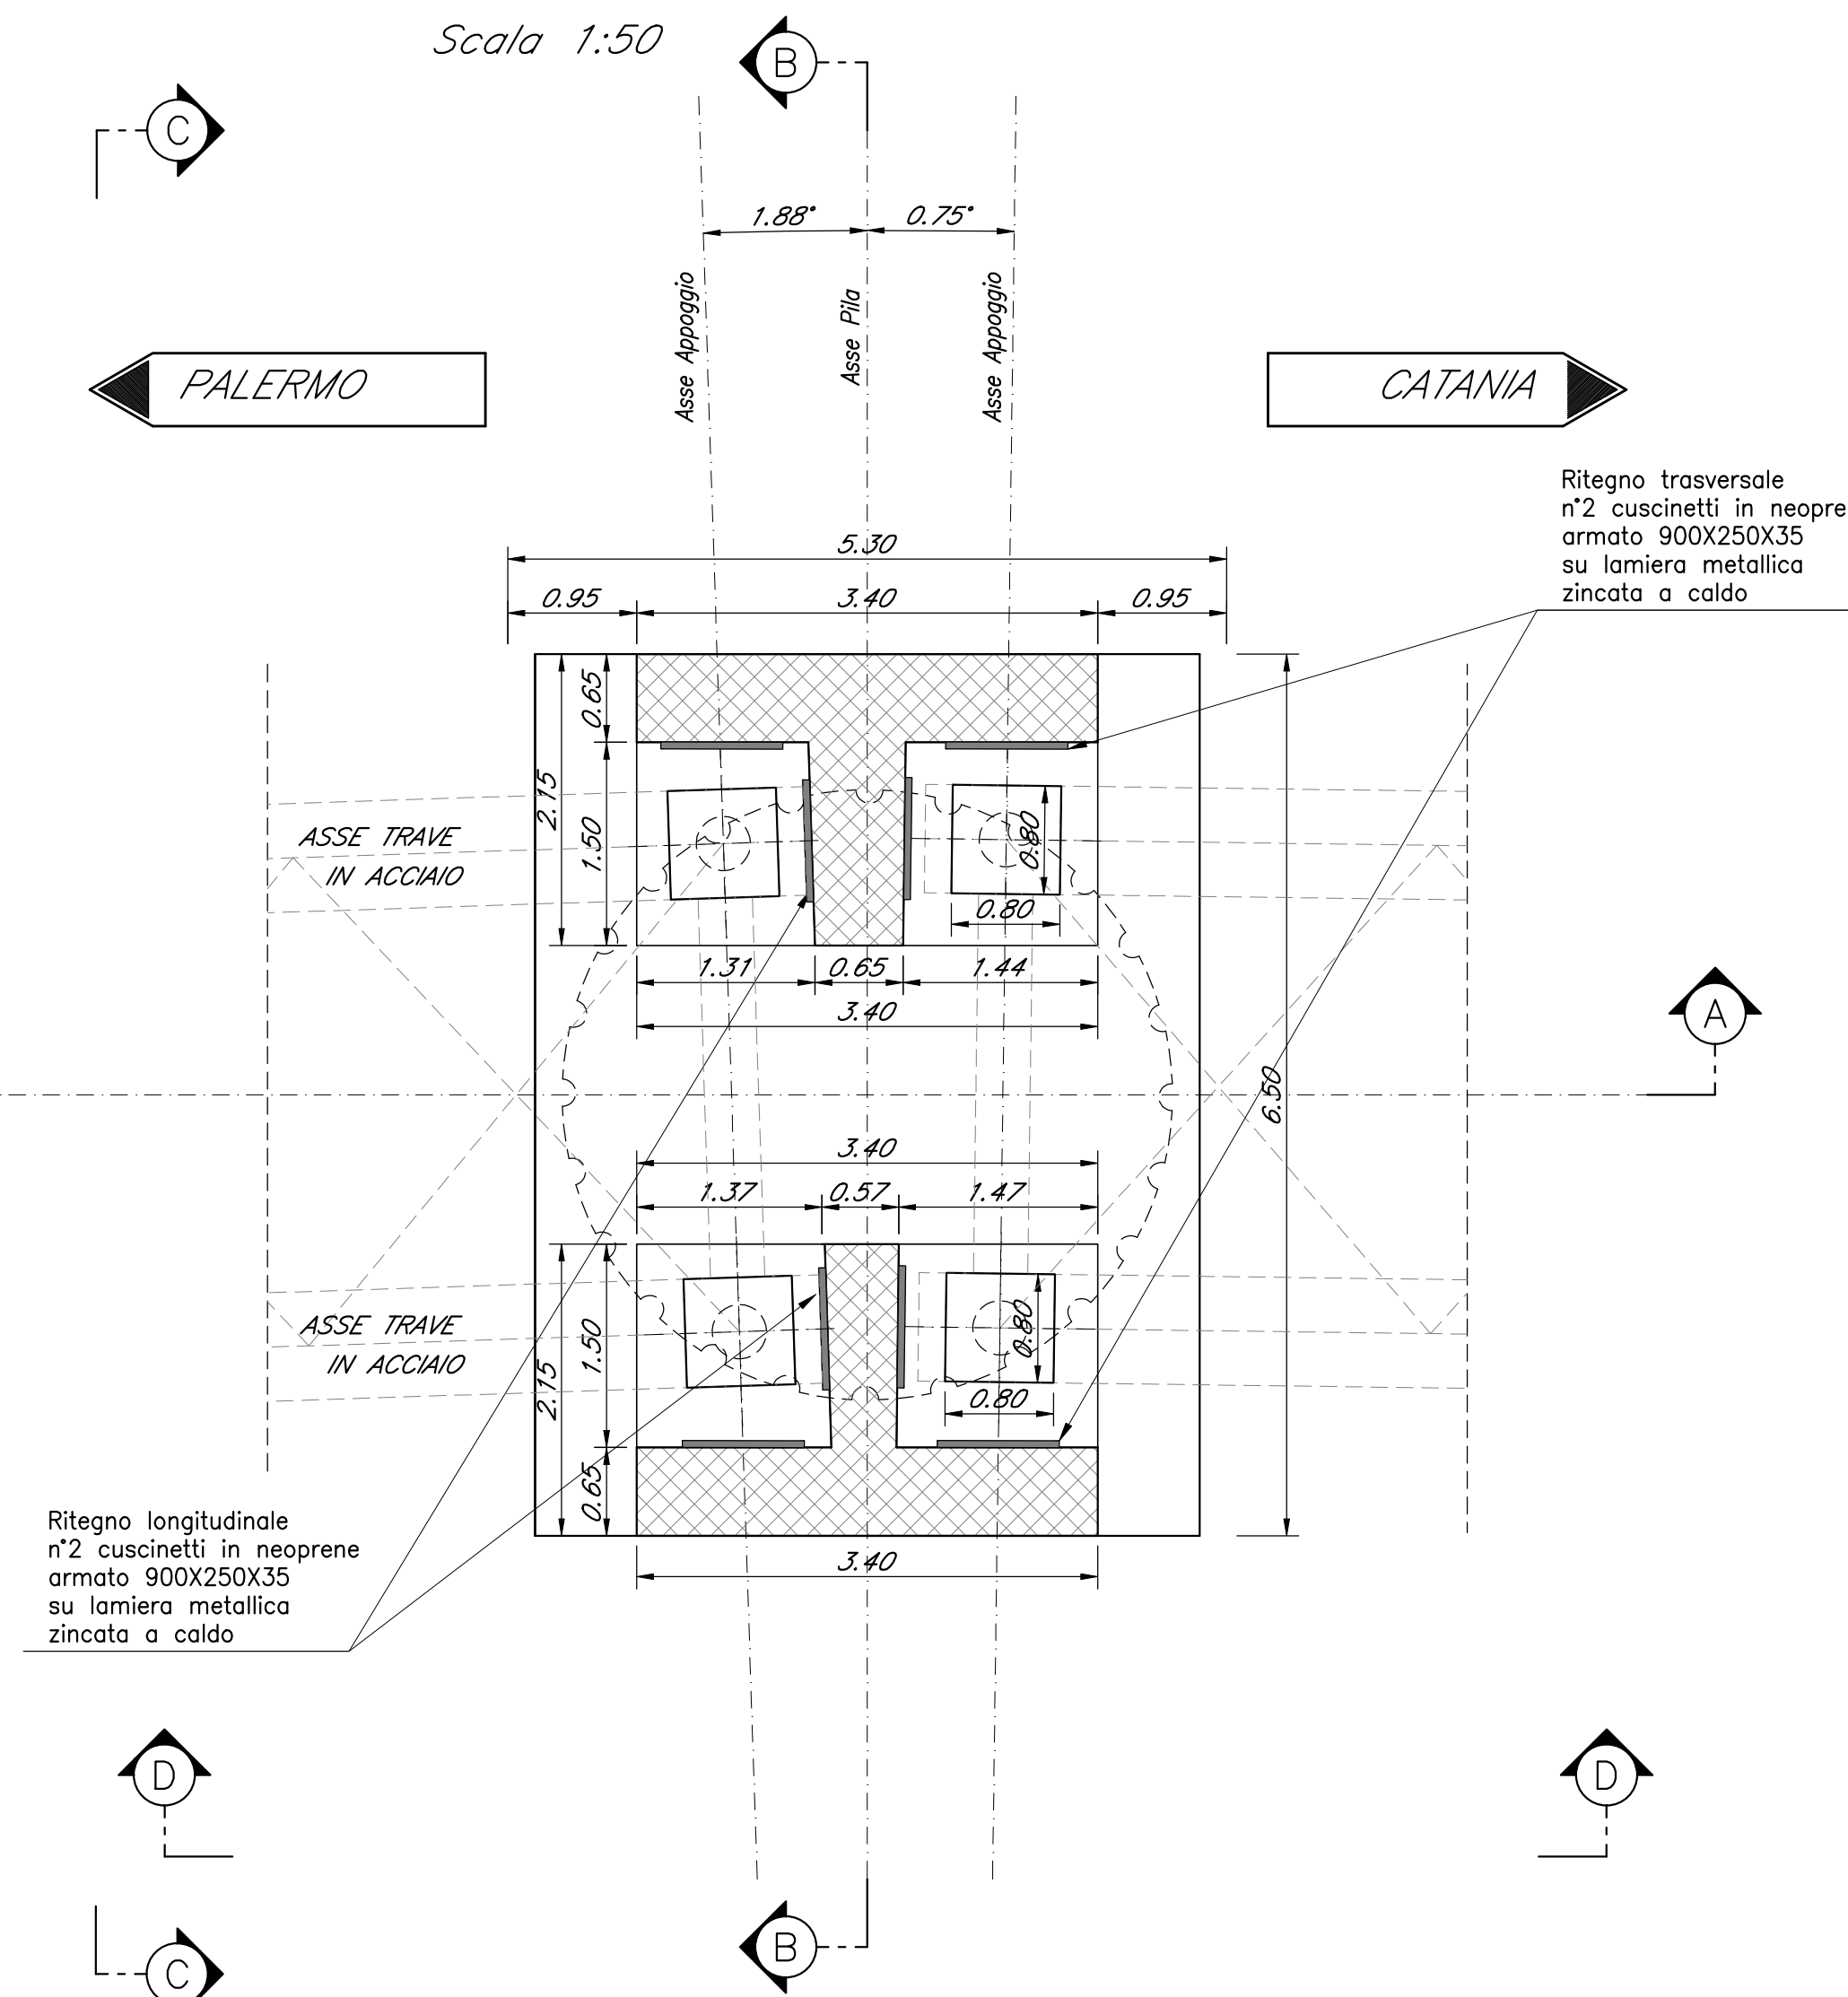 Scala 1:50
B
C
1.88°
0.75°
Asse Appoggio
Asse Pila
Asse Appoggio
PALERMO
CATANIA
Ritegno trasversale
n°2 cuscinetti in neopre
armato 900X250X35
su lamiera metallica
zincata a caldo
5.30
0.95
3.40
0.95
0.65
2.15
1.50
ASSE TRAVE
IN ACCIAIO
0.80
0.80
1.31
0.65
1.44
3.40
A
6.50
3.40
1.37
0.57
1.47
ASSE TRAVE
IN ACCIAIO
1.50
2.15
0.80
0.80
0.65
3.40
Ritegno longitudinale
n°2 cuscinetti in neoprene
armato 900X250X35
su lamiera metallica
zincata a caldo
D
D
B
C